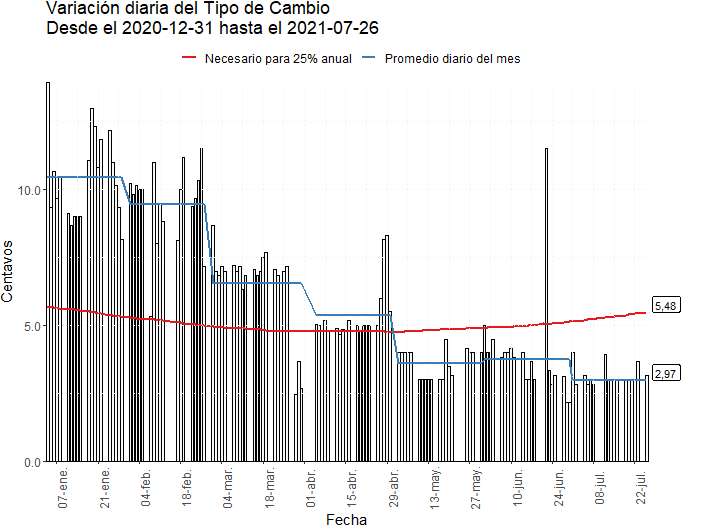 Variación diaria del Tipo de Cambio
Desde el 2020-12-31 hasta el 2021-07-26
Necesario para 25% anual
Promedio diario del mes
Centavos
10.0
5.0
0.0
5,48
2,97
07-ene.
21-ene.
04-feb.
18-feb.
04-mar.
18-mar.
01-abr.
15-abr.
29-abr.
13-may.
27-may.
10-jun.
24-jun.
08-jul.
22-jul.
Fecha